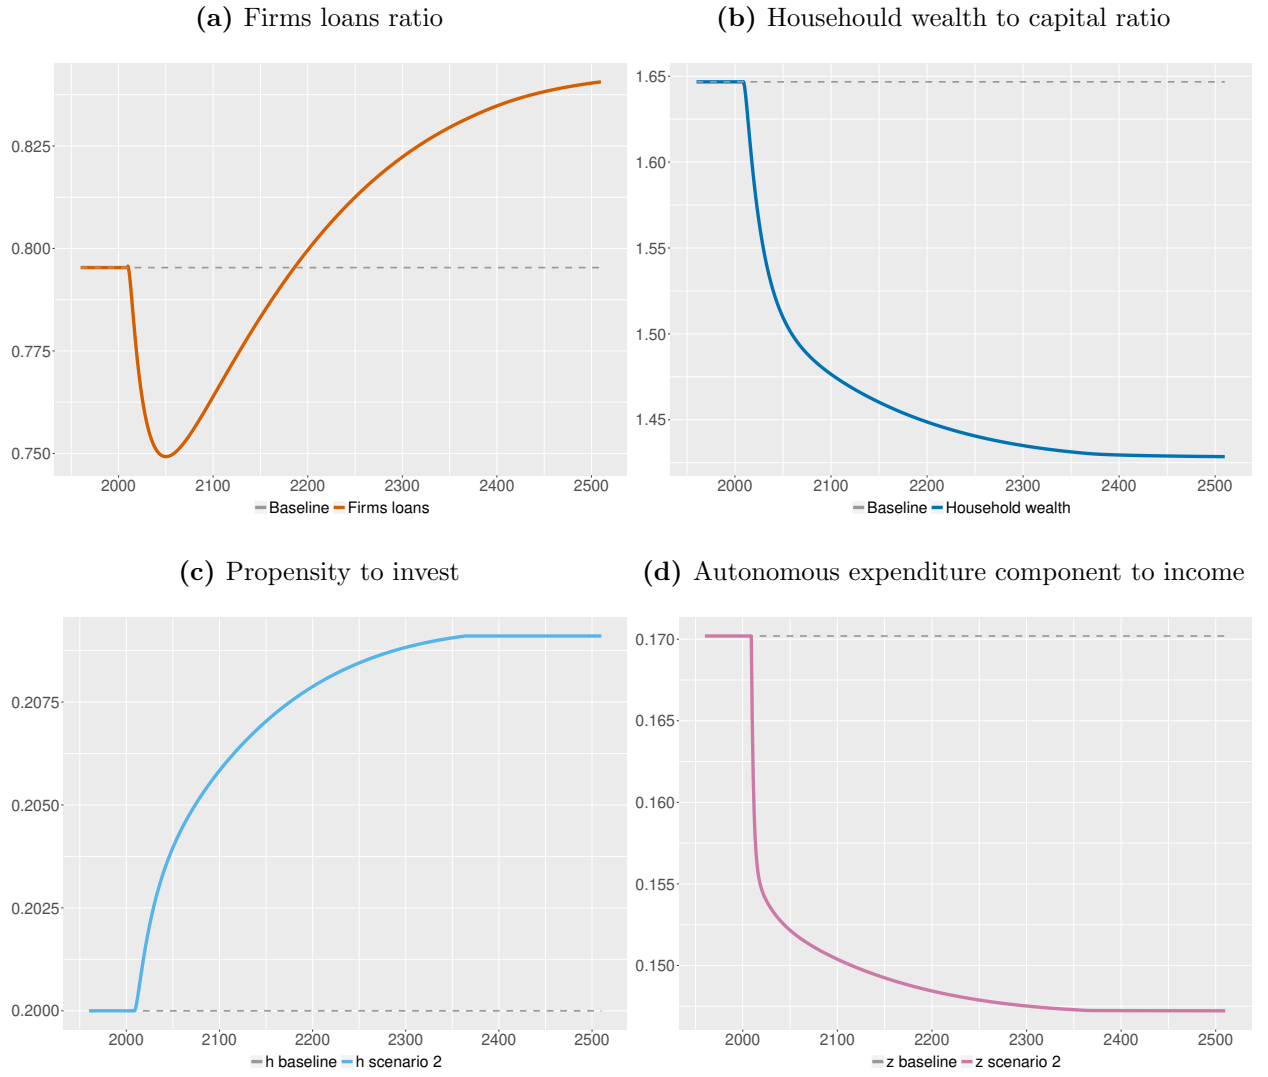 (a) Firms loans ratio
0.825
0.800
0.775
0.750
2000 2100 2200 2300 2400 2500
Baseline Firms loans
(b) Househould wealth to capital ratio
1.65
1.60
1.55
1.50
1.45
2000 2100 2200 2300 2400 2500
Baseline Household wealth
(c) Propensity to invest
0.2075
0.2050
0.2025
0.2000
2000 2100 2200 2300 2400 2500
h baseline h scenario 2
(d) Autonomous expenditure component to income
0.170
0.165
0.160
0.155
0.150
2000 2100 2200 2300 2400 2500
z baseline z scenario 2